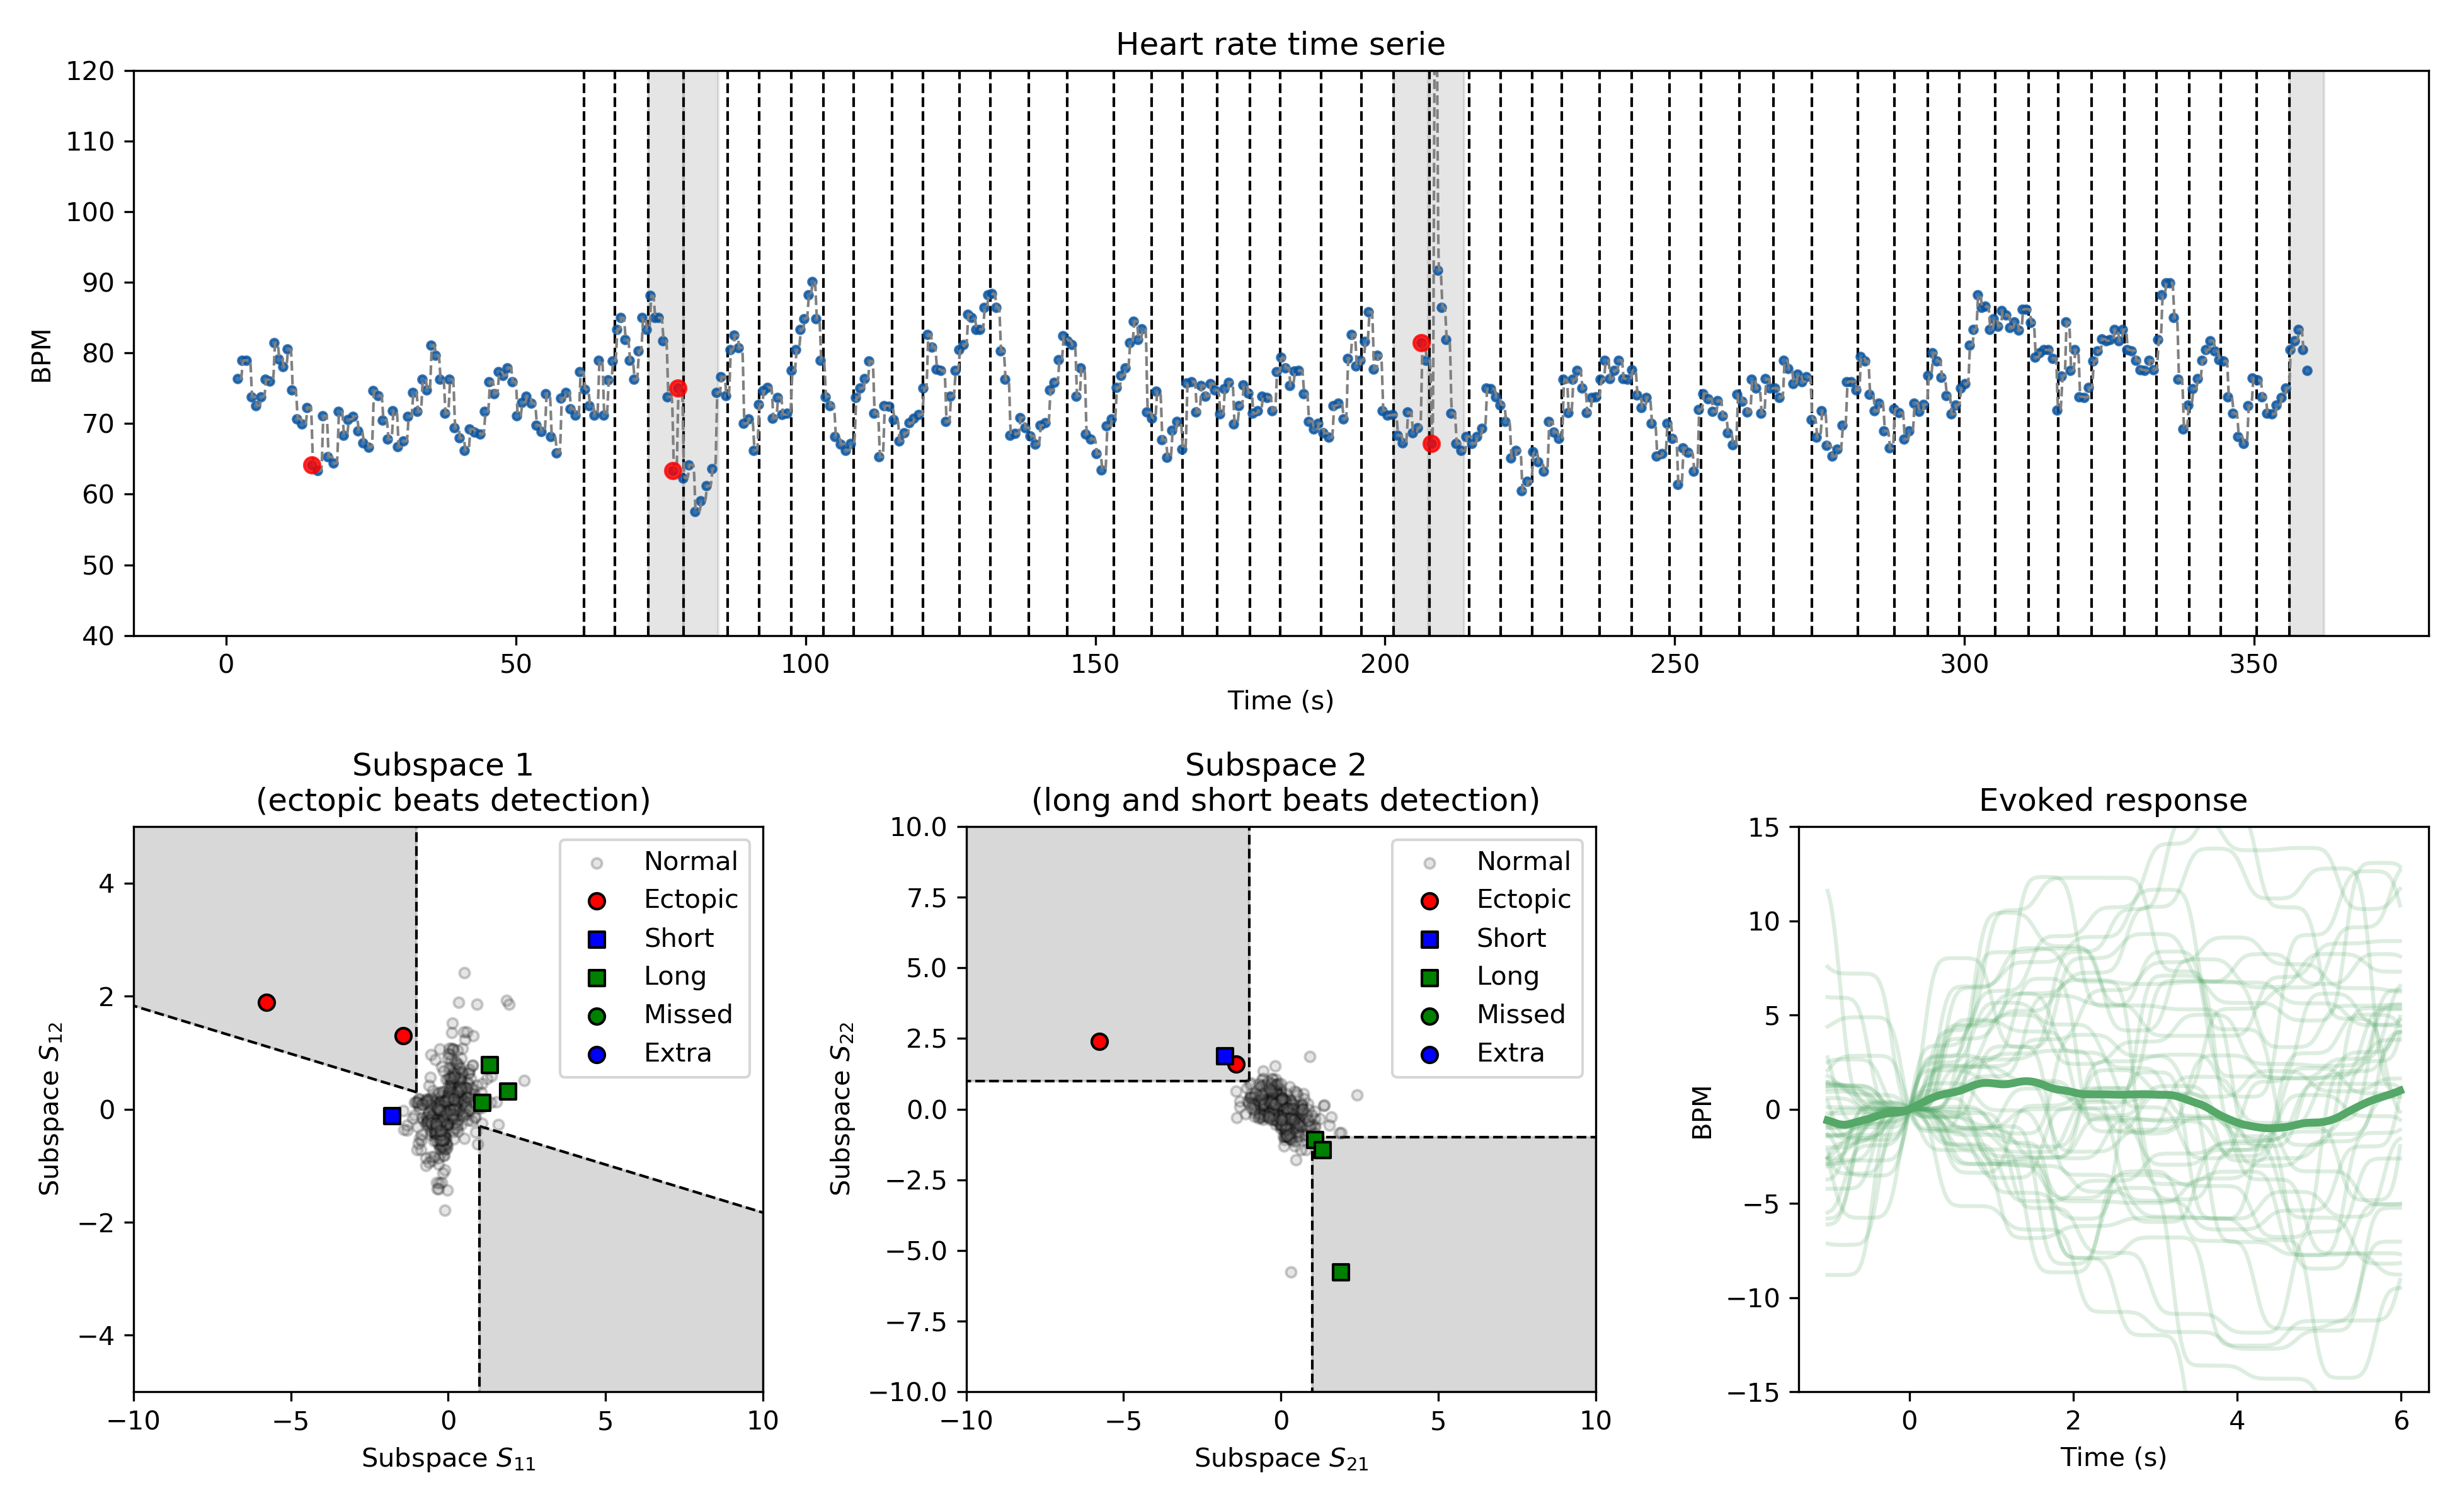 Heart rate time serie
120
110
100
90
80
70
60
50
40
BPM
0 50 100 150 200 250 300 350
Time (s)
Subspace 1
(ectopic beats detection)
4
2
0
−2
−4
Subspace S₁₂
Normal
Ectopic
Short
Long
Missed
Extra
−10 −5 0 5 10
Subspace S₁₁
Subspace 2
(long and short beats detection)
10.0
7.5
5.0
2.5
0.0
−2.5
−5.0
−7.5
−10.0
Subspace S₂₂
Normal
Ectopic
Short
Long
Missed
Extra
−10 −5 0 5 10
Subspace S₂₁
Evoked response
15
10
5
0
−5
−10
−15
BPM
0 2 4 6
Time (s)